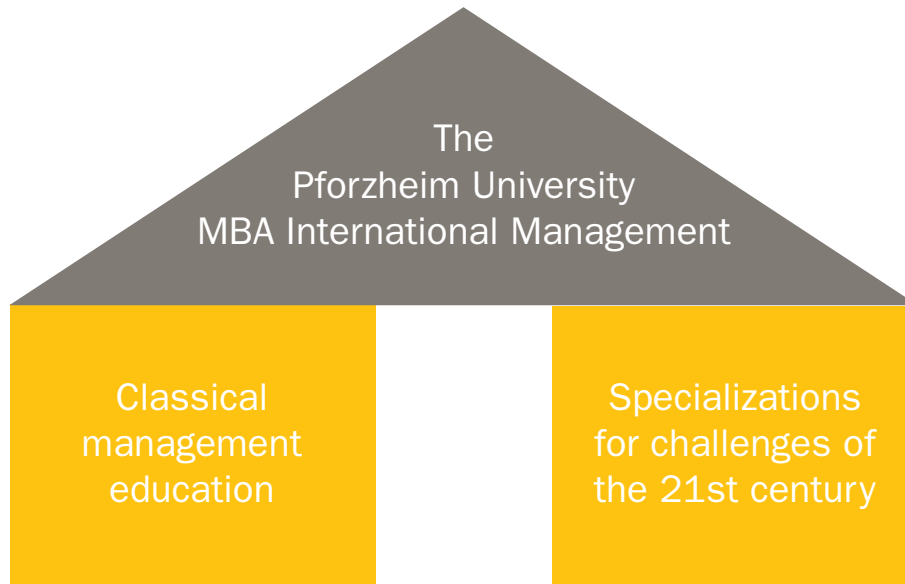 The
Pforzheim University
MBA International Management
Classical
management
education
Specializations
for challenges of
the 21st century